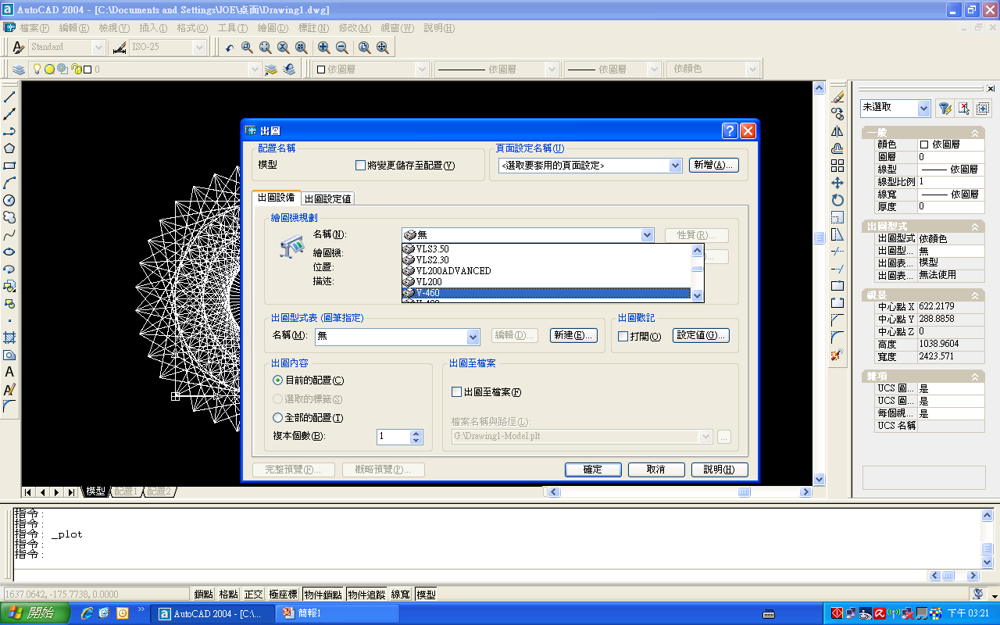 AutoCAD 2004 - [C:\Documents and Settings\JOE\桌面\Drawing1.dwg]
檔案(F) 編輯(E) 檢視(V) 插入(I) 格式(O) 工具(T) 繪圖(D) 標註(N) 修改(M) 視窗(W) 說明(H)
Standard ISO-25
0 依圖層 依圖層 依圖層 依顏色
未選取
一般
顏色 依圖層
圖層 0
線型 依圖層
線型比例 1
線寬 依圖層
厚度 0
出圖型式
出圖型式 依顏色
出圖型... 無
出圖表... 模型
出圖表... 無法使用
視景
中心點 X 622.2179
中心點 Y 288.8858
中心點 Z 0
高度 1038.9604
寬度 2423.571
雜項
UCS 圖... 是
UCS 圖... 是
每個視... 是
UCS 名稱
出圖
配置名稱
模型 將變更儲存至配置(V)
頁面設定名稱(U)
<選取要套用的頁面設定> 新增(A)...
出圖設備 出圖設定值
繪圖機規劃
名稱(N): 無 性質(R)...
繪圖機:
位置:
描述:
VLS3.50
VLS2.30
VL200ADVANCED
VL200
V-460
出圖型式表 (圖筆指定)
名稱(M): 無 編輯(D)... 新建(E)...
出圖戳記
打開(O) 設定值(G)...
出圖內容
目前的配置(C)
選取的標籤(S)
全部的配置(T)
複本個數(B): 1
出圖至檔案
出圖至檔案(F)
檔案名稱與路徑(L):
G:\Drawing1-Model.plt ...
完整預覽(F)... 概略預覽(P)... 確定 取消 說明(H)
模型 配置1 配置2
指令:
指令:
指令: _plot
指令:
指令:
1637.0642, -175.7738, 0.0000 鎖點 格點 正交 極座標 物件鎖點 物件追蹤 線寬 模型
開始 AutoCAD 2004 - [C:\... 簡報1 下午 03:21